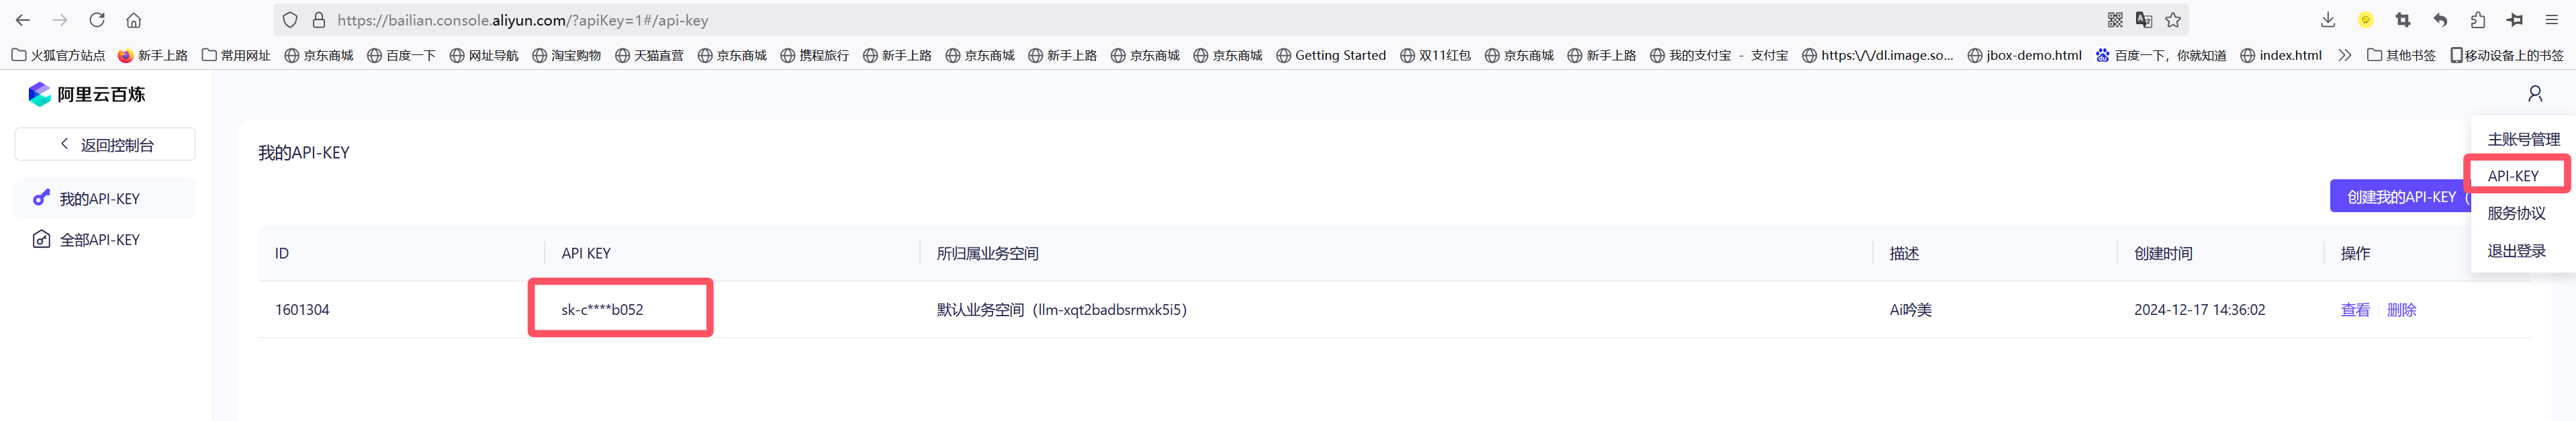 https://bailian.console.aliyun.com/?apiKey=1#/api-key
火狐官方站点 新手上路 常用网址 京东商城 百度一下 网址导航 淘宝购物 天猫直营 京东商城 携程旅行 新手上路 京东商城 新手上路 京东商城 京东商城 Getting Started 双11红包 京东商城 新手上路 我的支付宝 - 支付宝 https:\/\/dl.image.so... jbox-demo.html 百度一下，你就知道 index.html 其他书签 移动设备上的书签
阿里云百炼
返回控制台
我的API-KEY
全部API-KEY
我的API-KEY
主账号管理
API-KEY
服务协议
退出登录
创建我的API-KEY（
ID API KEY 所归属业务空间 描述 创建时间 操作
1601304 sk-c****b052 默认业务空间（llm-xqt2badbsrmxk5i5） Ai吟美 2024-12-17 14:36:02 查看 删除